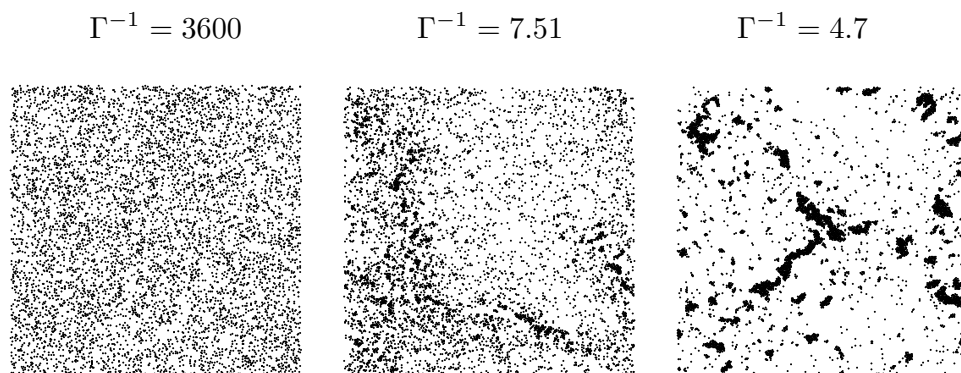 Γ⁻¹ = 3600 Γ⁻¹ = 7.51 Γ⁻¹ = 4.7